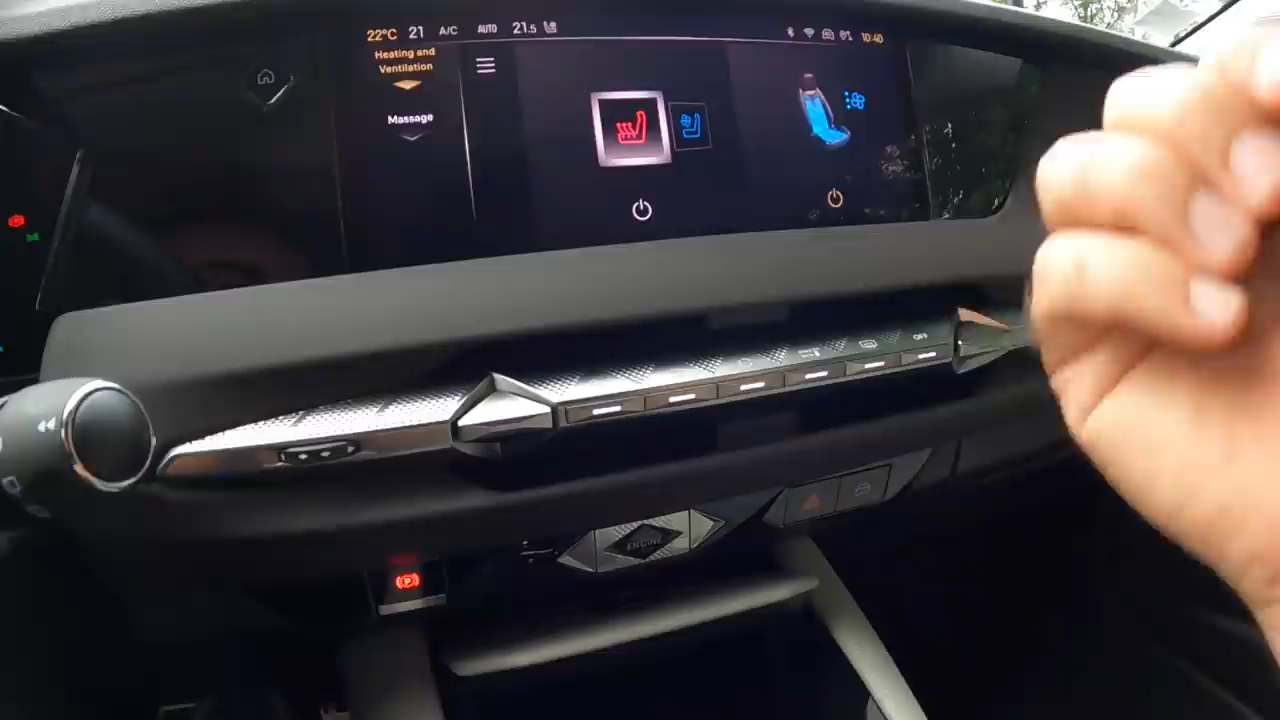 22°C 21 A/C AUTO 21.5 10:40
Heating and
Ventilation
Massage
OFF
ENGINE
P